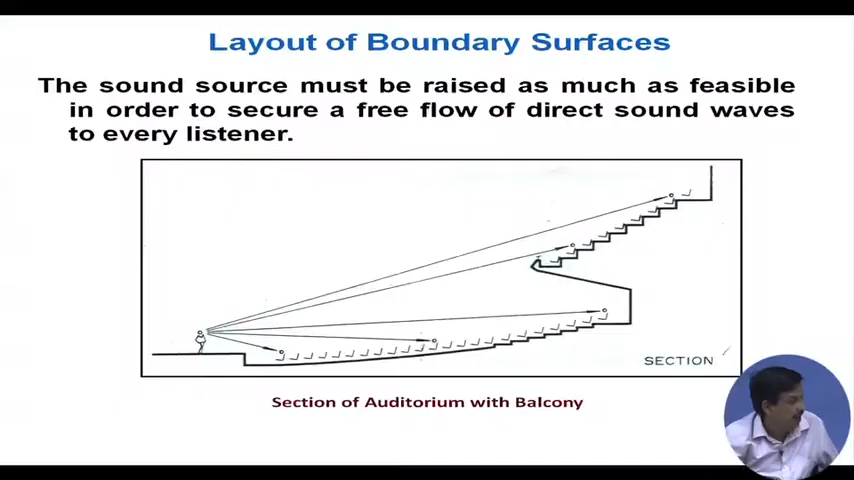 Layout of Boundary Surfaces
The sound source must be raised as much as feasible
in order to secure a free flow of direct sound waves
to every listener.
SECTION
Section of Auditorium with Balcony